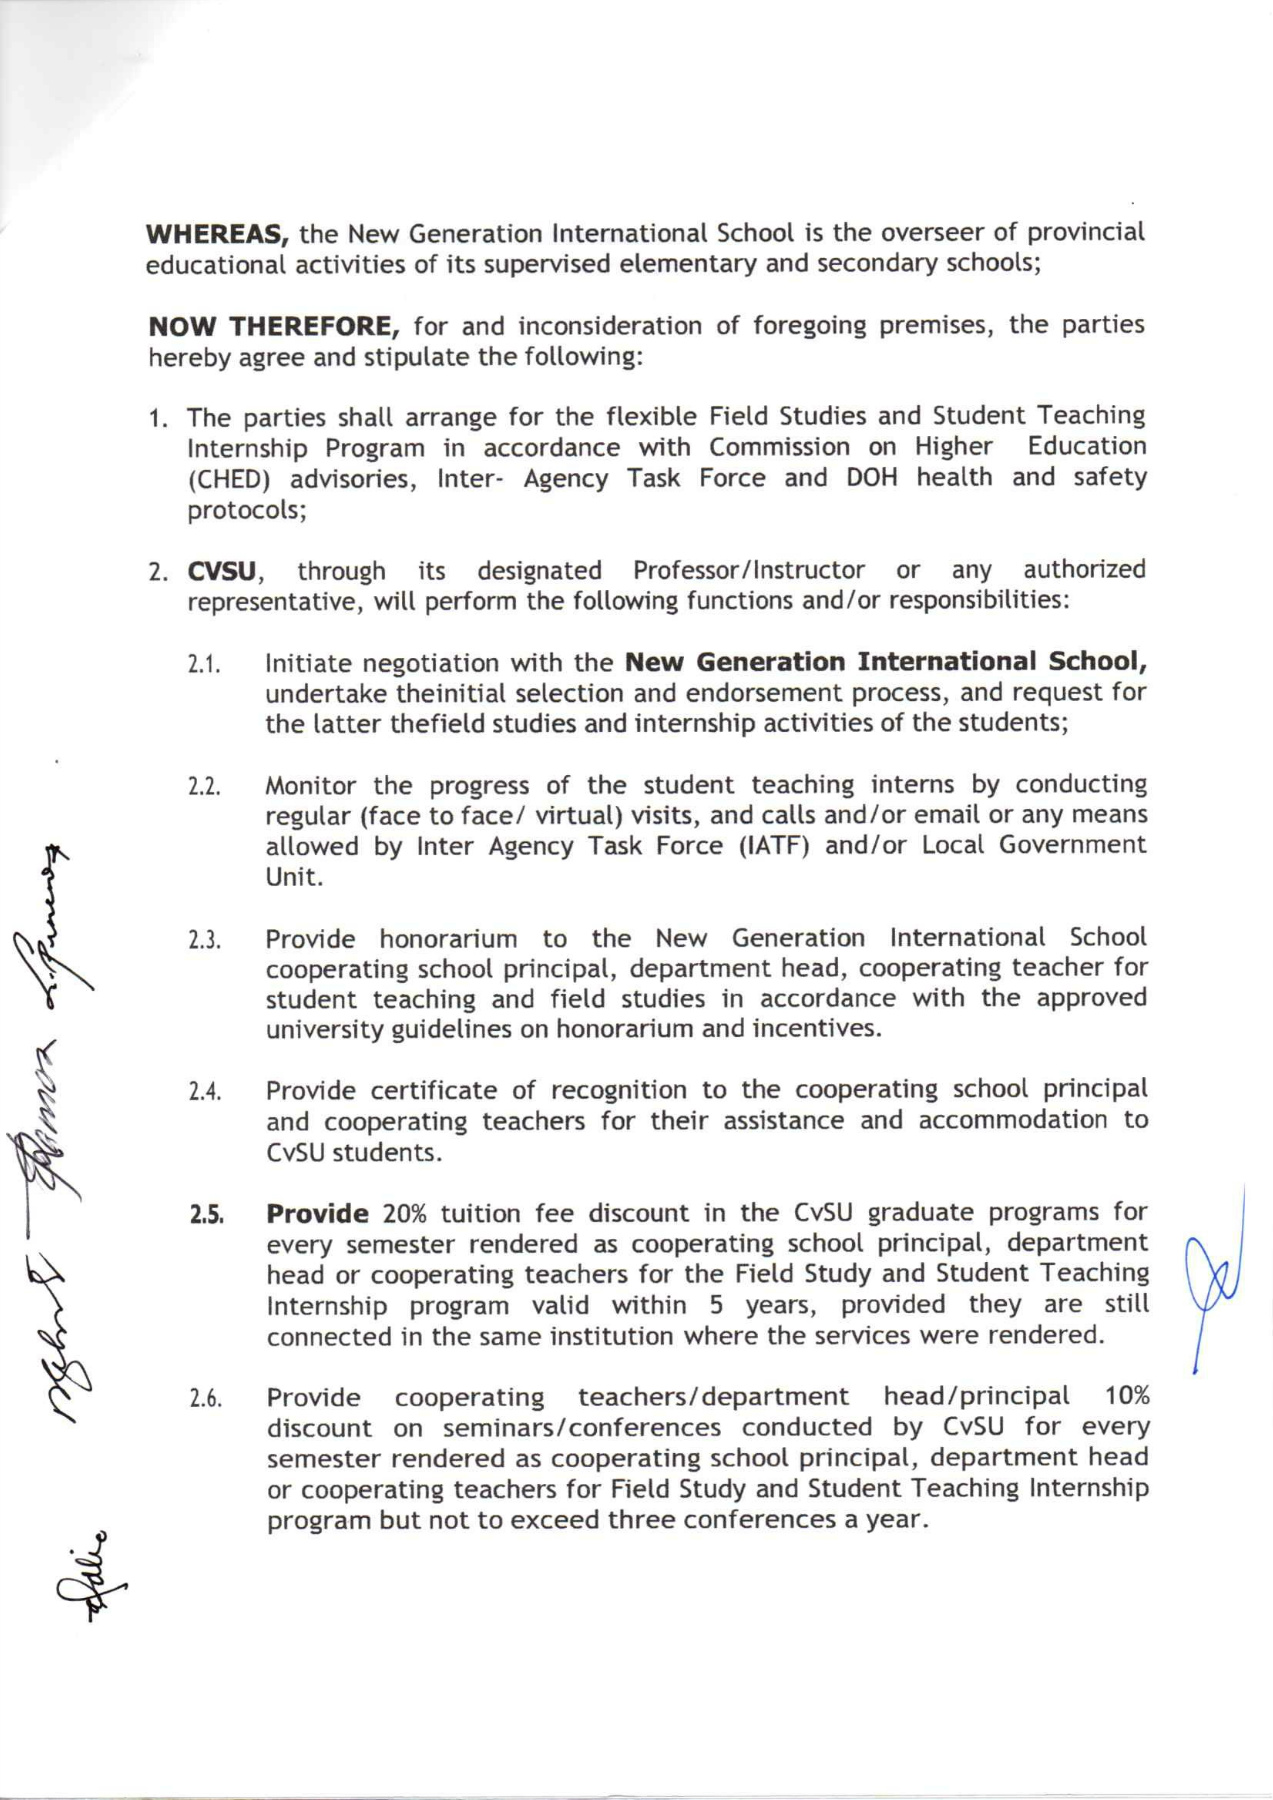 WHEREAS, the New Generation International School is the overseer of provincial
educational activities of its supervised elementary and secondary schools;
NOW THEREFORE, for and inconsideration of foregoing premises, the parties
hereby agree and stipulate the following:
1. The parties shall arrange for the flexible Field Studies and Student Teaching
Internship Program in accordance with Commission on Higher Education
(CHED) advisories, Inter- Agency Task Force and DOH health and safety
protocols;
2. CVSU, through its designated Professor/Instructor or any authorized
representative, will perform the following functions and/or responsibilities:
2.1. Initiate negotiation with the New Generation International School,
undertake theinitial selection and endorsement process, and request for
the latter thefield studies and internship activities of the students;
2.2. Monitor the progress of the student teaching interns by conducting
regular (face to face/ virtual) visits, and calls and/or email or any means
allowed by Inter Agency Task Force (IATF) and/or Local Government
Unit.
2.3. Provide honorarium to the New Generation International School
cooperating school principal, department head, cooperating teacher for
student teaching and field studies in accordance with the approved
university guidelines on honorarium and incentives.
2.4. Provide certificate of recognition to the cooperating school principal
and cooperating teachers for their assistance and accommodation to
CvSU students.
2.5. Provide 20% tuition fee discount in the CvSU graduate programs for
every semester rendered as cooperating school principal, department
head or cooperating teachers for the Field Study and Student Teaching
Internship program valid within 5 years, provided they are still
connected in the same institution where the services were rendered.
2.6. Provide cooperating teachers/department head/principal 10%
discount on seminars/conferences conducted by CvSU for every
semester rendered as cooperating school principal, department head
or cooperating teachers for Field Study and Student Teaching Internship
program but not to exceed three conferences a year.